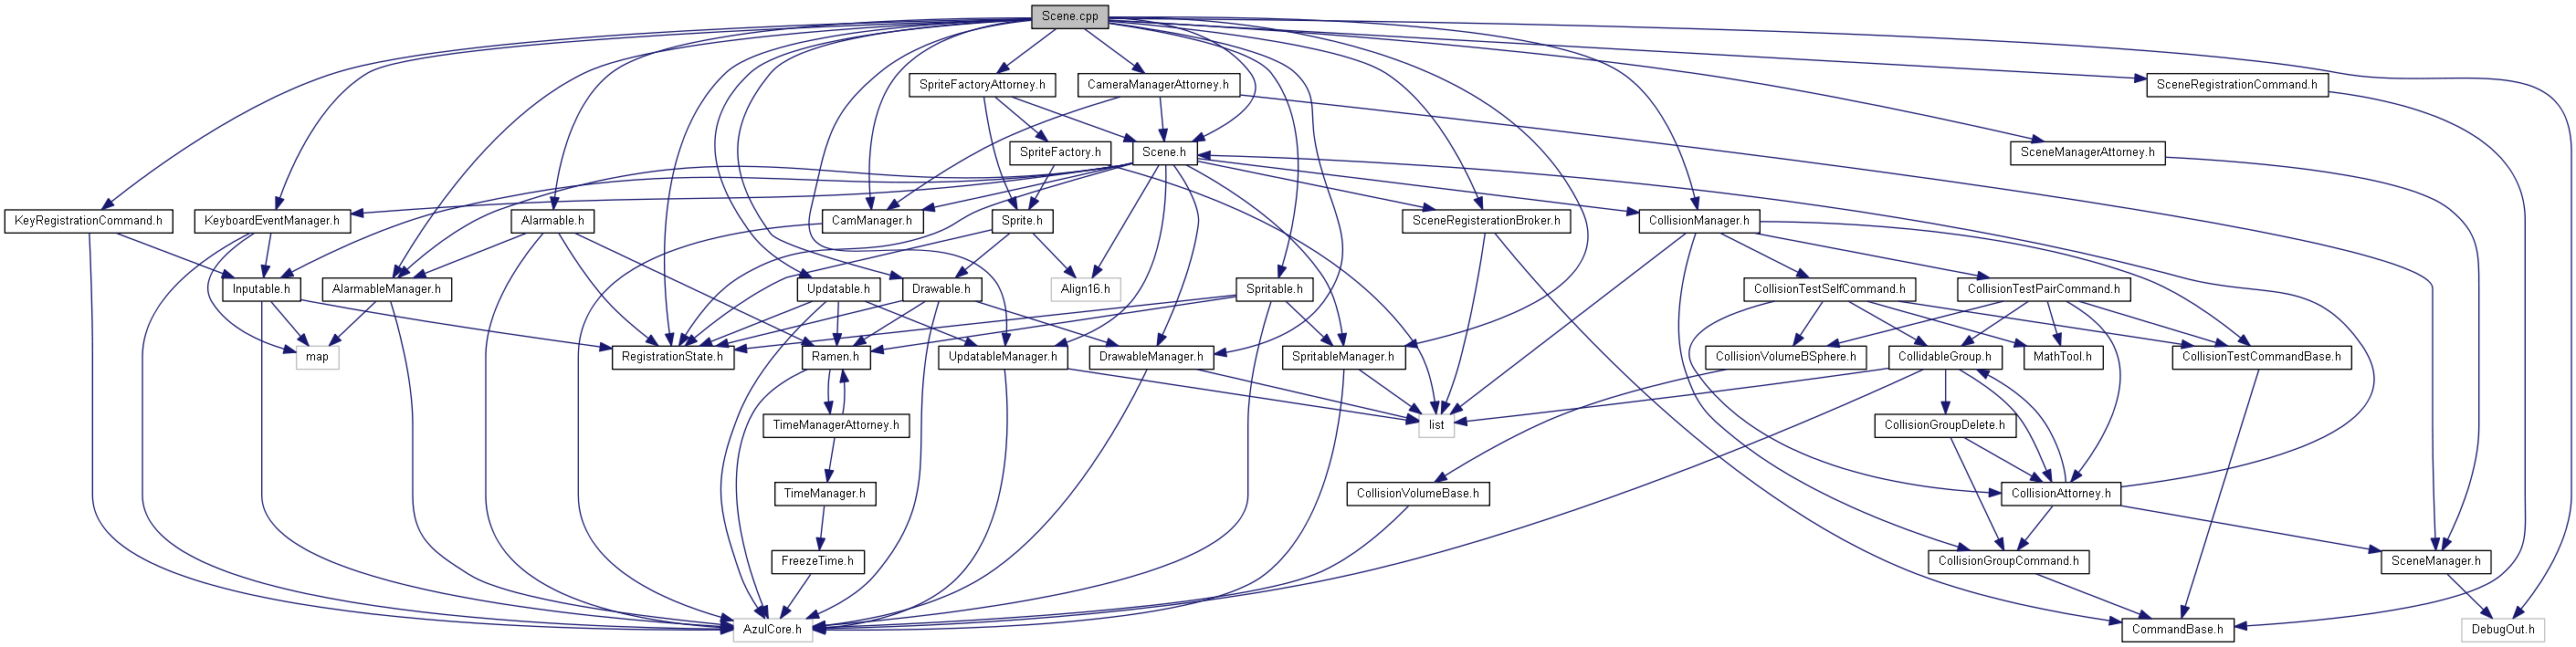 Scene.cpp
SpriteFactoryAttorney.h
CameraManagerAttorney.h
SceneRegistrationCommand.h
SpriteFactory.h
Scene.h
SceneManagerAttorney.h
KeyRegistrationCommand.h
KeyboardEventManager.h
Alarmable.h
CamManager.h
Sprite.h
SceneRegisterationBroker.h
CollisionManager.h
Inputable.h
AlarmableManager.h
Updatable.h
Drawable.h
Align16.h
Spritable.h
CollisionTestSelfCommand.h
CollisionTestPairCommand.h
map
RegistrationState.h
Ramen.h
UpdatableManager.h
DrawableManager.h
SpritableManager.h
CollisionVolumeBSphere.h
CollidableGroup.h
MathTool.h
CollisionTestCommandBase.h
TimeManagerAttorney.h
list
CollisionGroupDelete.h
TimeManager.h
CollisionVolumeBase.h
CollisionAttorney.h
FreezeTime.h
CollisionGroupCommand.h
SceneManager.h
AzulCore.h
CommandBase.h
DebugOut.h